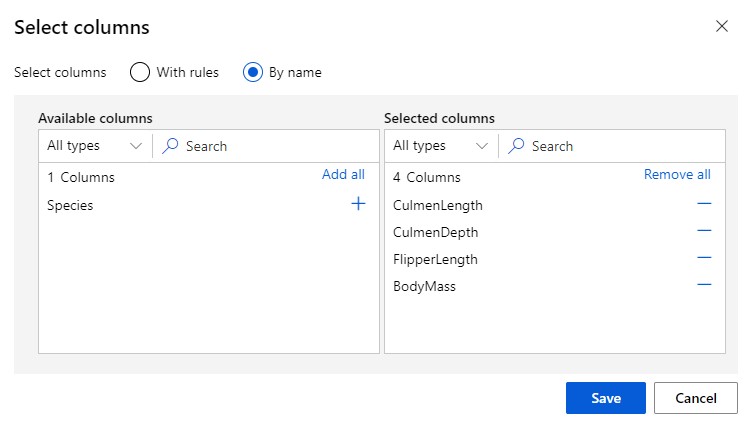 Select columns
Select columns With rules By name
Available columns
All types Search
1 Columns Add all
Species
Selected columns
All types Search
4 Columns Remove all
CulmenLength
CulmenDepth
FlipperLength
BodyMass
Save Cancel